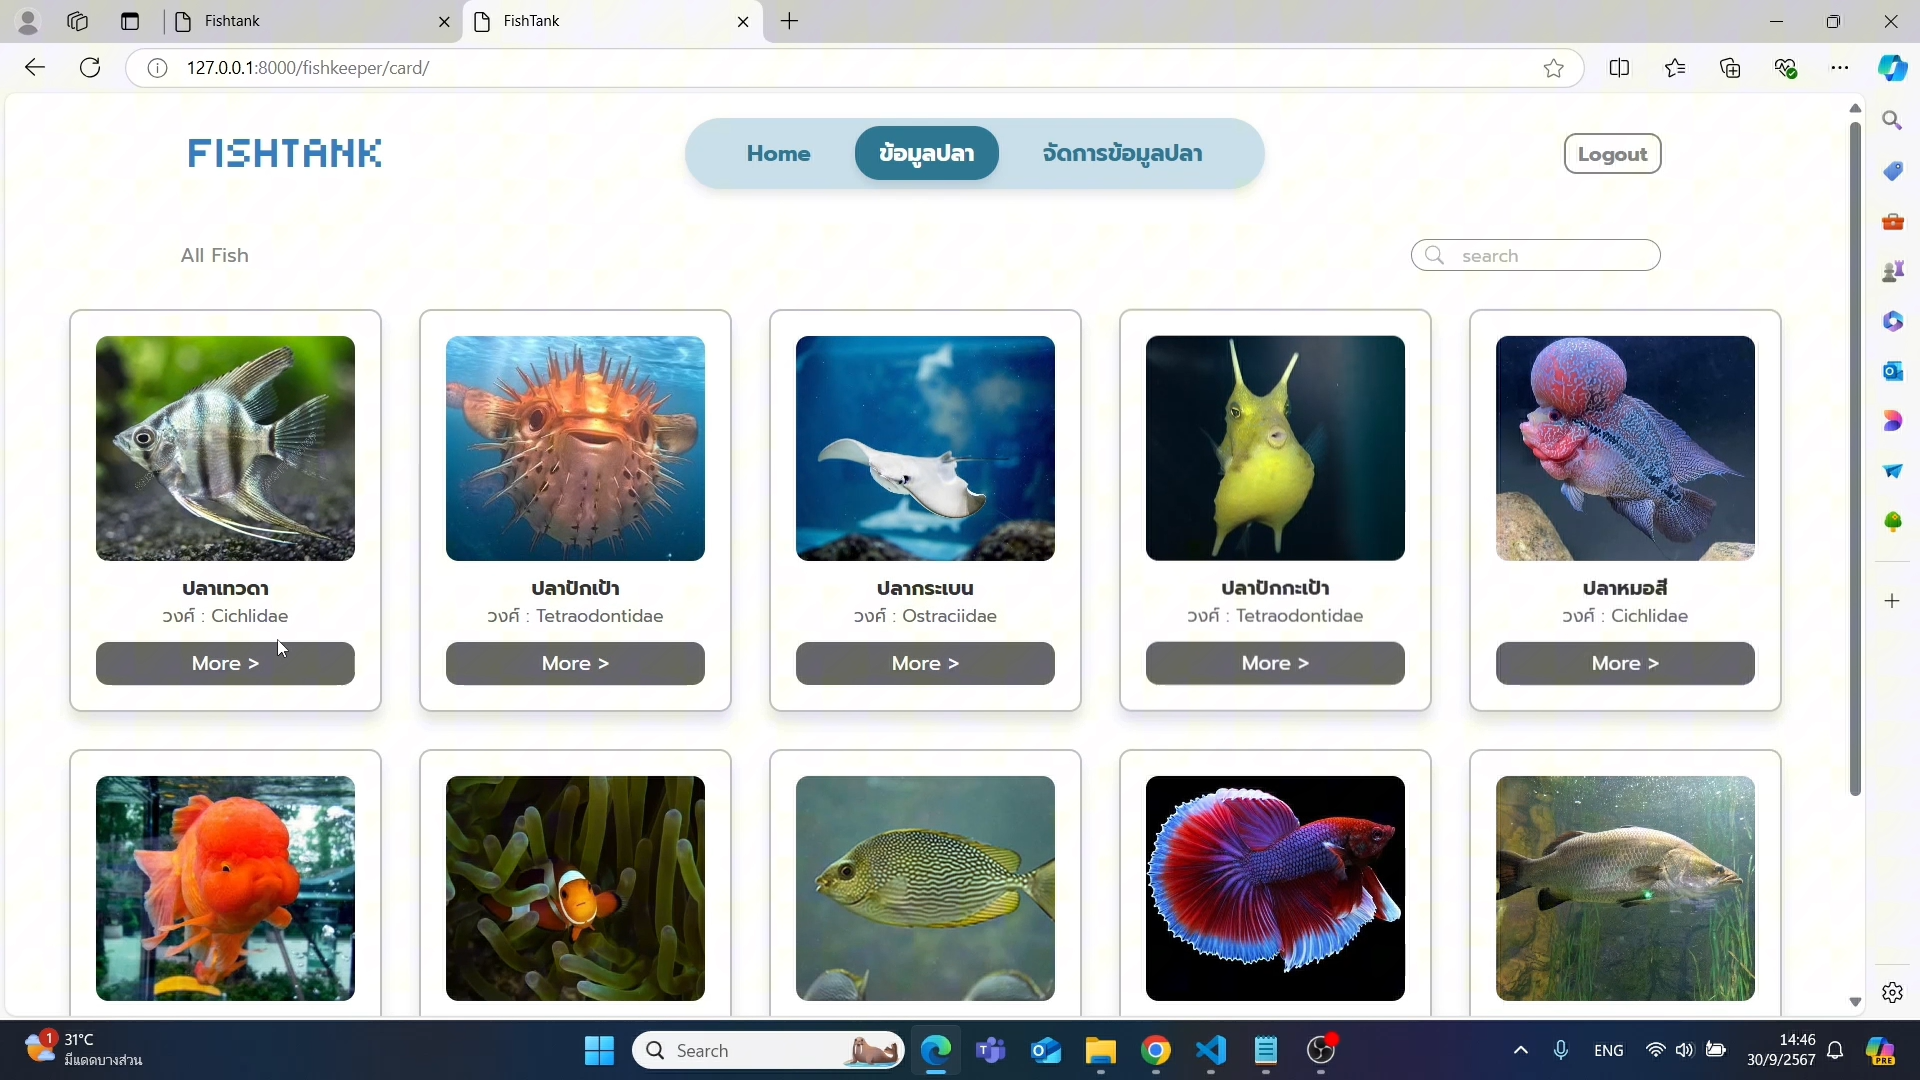 Fishtank
FishTank
127.0.0.1:8000/fishkeeper/card/
FISHTANK
Home
ข้อมูลปลา
จัดการข้อมูลปลา
Logout
All Fish
search
ปลาเทวดา
วงศ์ : Cichlidae
More >
ปลาปักเป้า
วงศ์ : Tetraodontidae
More >
ปลากระเบน
วงศ์ : Ostraciidae
More >
ปลาปักกะเป้า
วงศ์ : Tetraodontidae
More >
ปลาหมอสี
วงศ์ : Cichlidae
More >
1
31°C
มีแดดบางส่วน
Search
ENG
14:46
30/9/2567
PRE